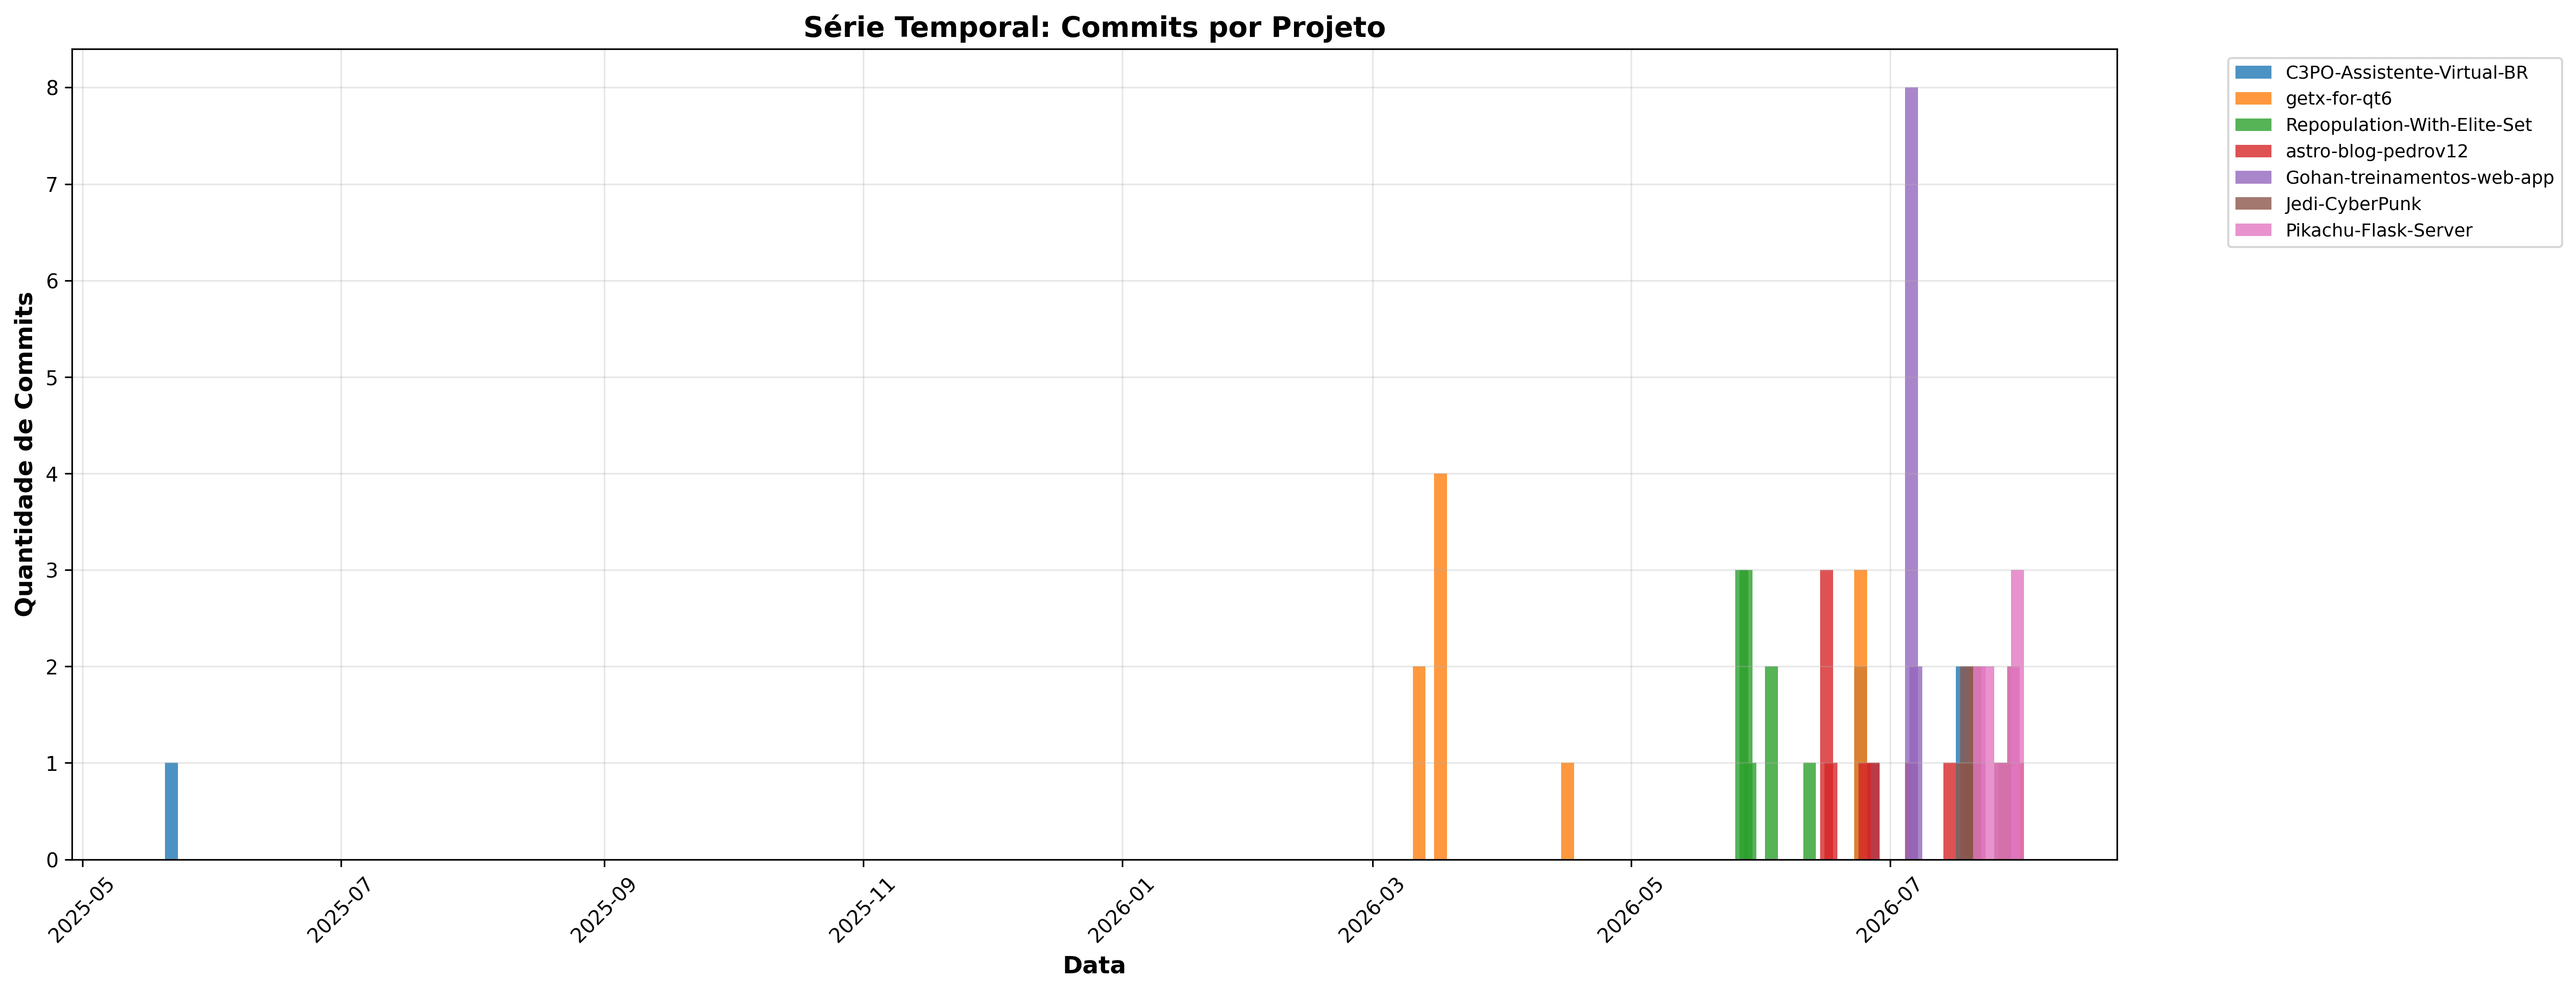 Série Temporal: Commits por Projeto
Quantidade de Commits
8
7
6
5
4
3
2
1
0
2025-05
2025-07
2025-09
2025-11
2026-01
2026-03
2026-05
2026-07
Data
C3PO-Assistente-Virtual-BR
getx-for-qt6
Repopulation-With-Elite-Set
astro-blog-pedrov12
Gohan-treinamentos-web-app
Jedi-CyberPunk
Pikachu-Flask-Server